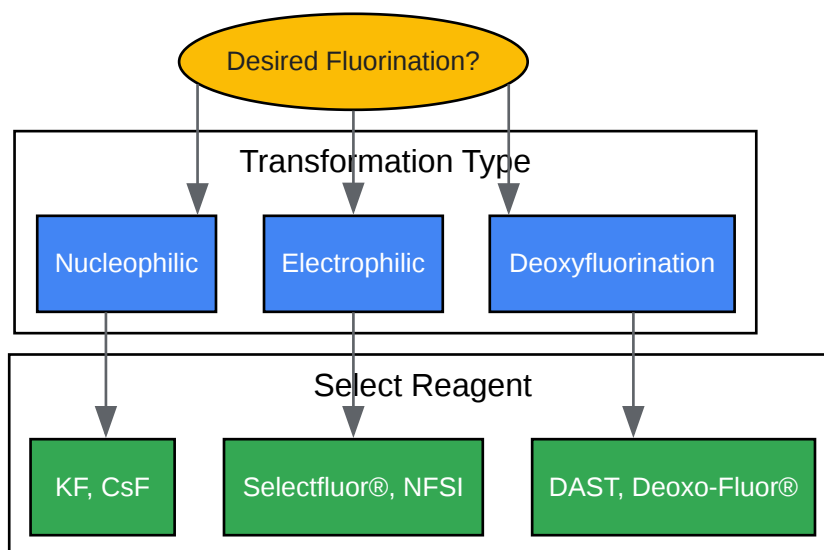 Desired Fluorination?
Transformation Type
Nucleophilic
Electrophilic
Deoxyfluorination
Select Reagent
KF, CsF
Selectfluor®, NFSI
DAST, Deoxo-Fluor®